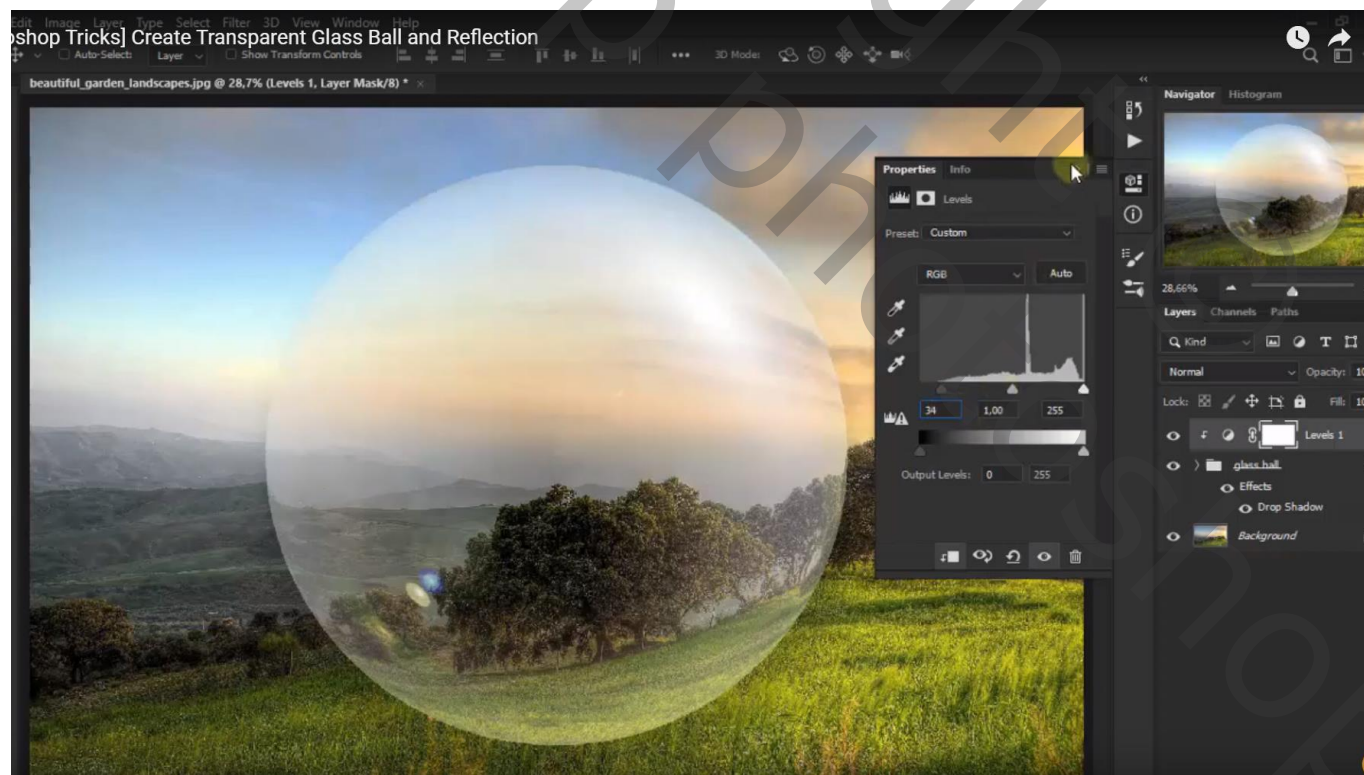 Edit Image Layer Type Select Filter 3D View Window Help
oshop Tricks] Create Transparent Glass Ball and Reflection
Auto-Select: Layer Show Transform Controls 3D Mode:
beautiful_garden_landscapes.jpg @ 28,7% (Levels 1, Layer Mask/8) * ×
Navigator Histogram
Properties Info
Levels
Preset: Custom
RGB Auto
34 1,00 255
Output Levels: 0 255
28,66%
Layers Channels Paths
Kind
Normal Opacity: 10
Lock: Fill: 10
Levels 1
glass ball
Effects
Drop Shadow
Background